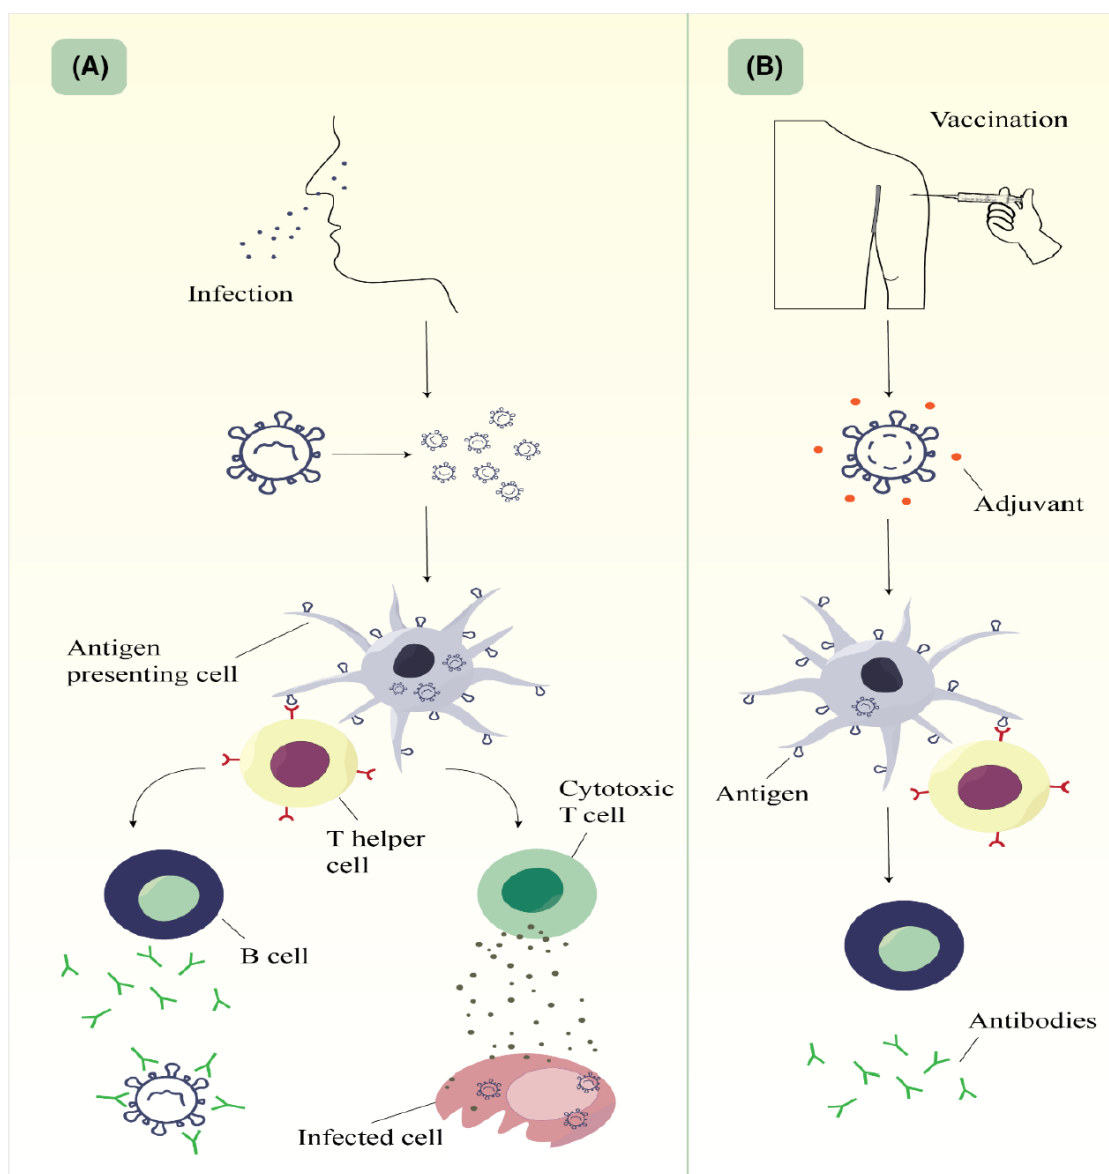 (A)
Infection
Antigen
presenting cell
T helper
cell
Cytotoxic
T cell
B cell
Infected cell
(B)
Vaccination
Adjuvant
Antigen
Antibodies